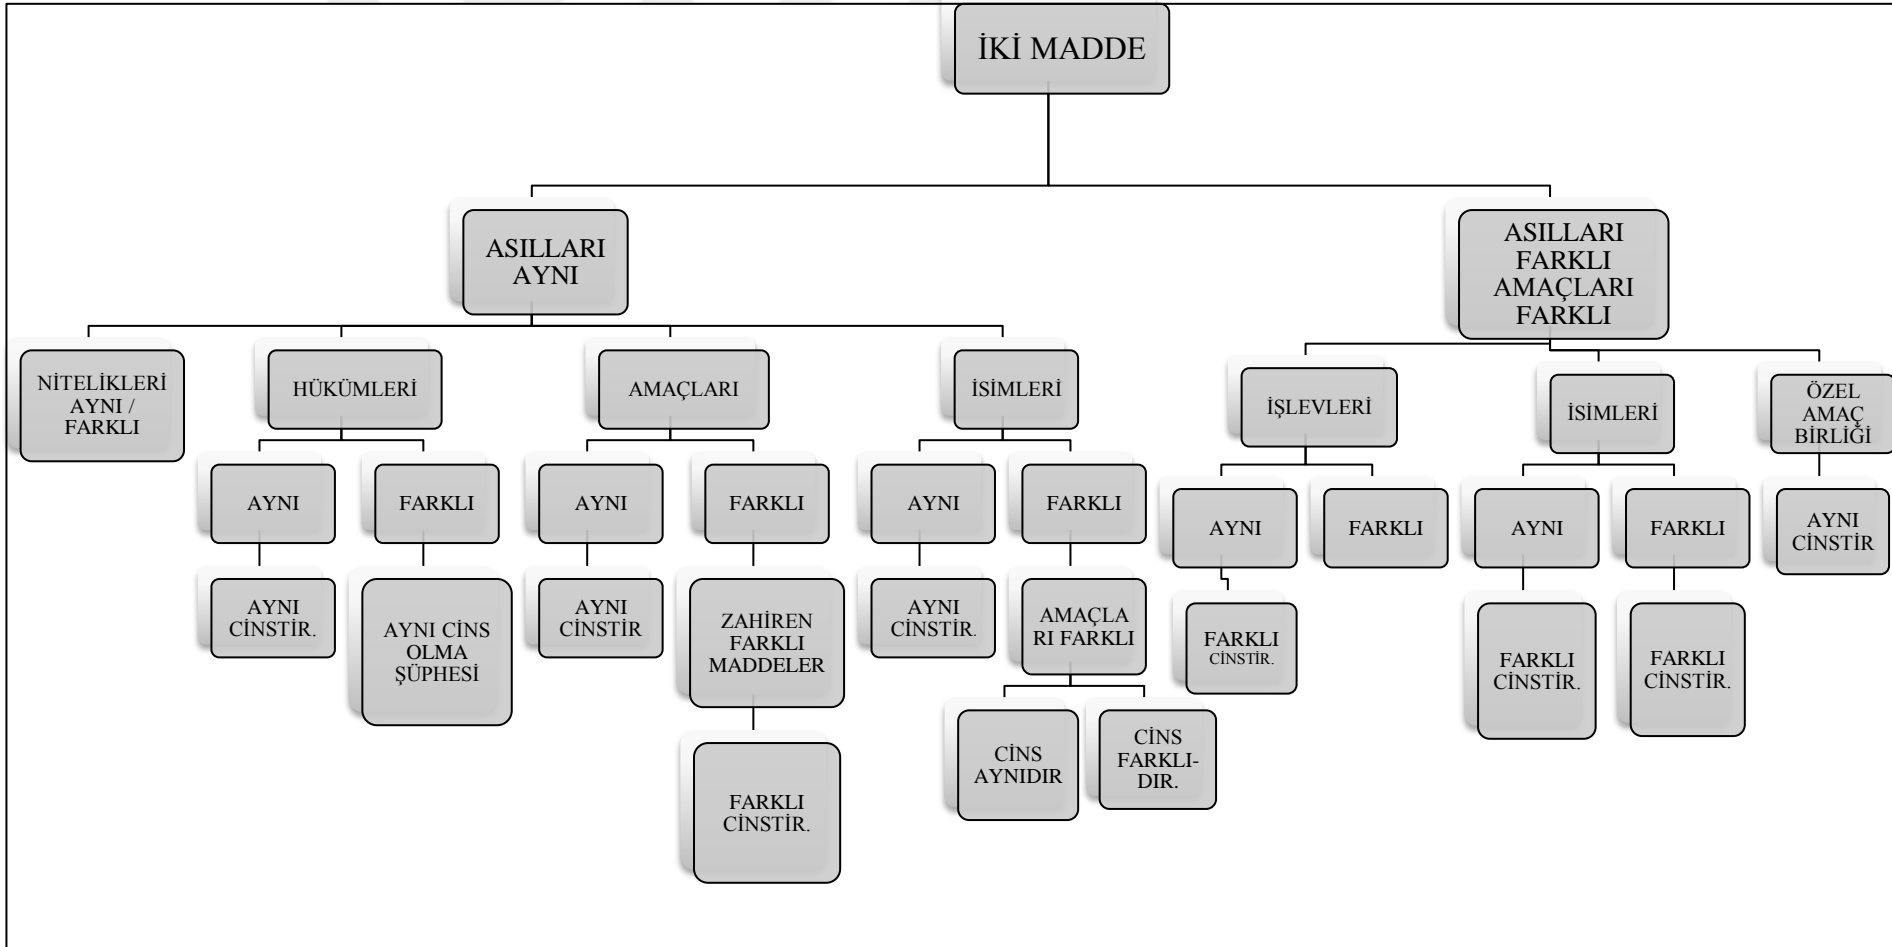 İKİ MADDE
ASILLARI
AYNI
ASILLARI
FARKLI
AMAÇLARI
FARKLI
NİTELİKLERİ
AYNI /
FARKLI
HÜKÜMLERİ
AMAÇLARI
İSİMLERİ
İŞLEVLERİ
İSİMLERİ
ÖZEL
AMAÇ
BİRLİĞİ
AYNI
FARKLI
AYNI
FARKLI
AYNI
FARKLI
AYNI
FARKLI
AYNI
FARKLI
AYNI
CİNSTİR
AYNI
CİNSTİR.
AYNI CİNS
OLMA
ŞÜPHESİ
AYNI
CİNSTİR
ZAHİREN
FARKLI
MADDELER
AYNI
CİNSTİR.
AMAÇLA
RI FARKLI
FARKLI
CİNSTİR.
FARKLI
CİNSTİR.
FARKLI
CİNSTİR.
FARKLI
CİNSTİR.
CİNS
AYNIDIR
CİNS
FARKLI-
DIR.